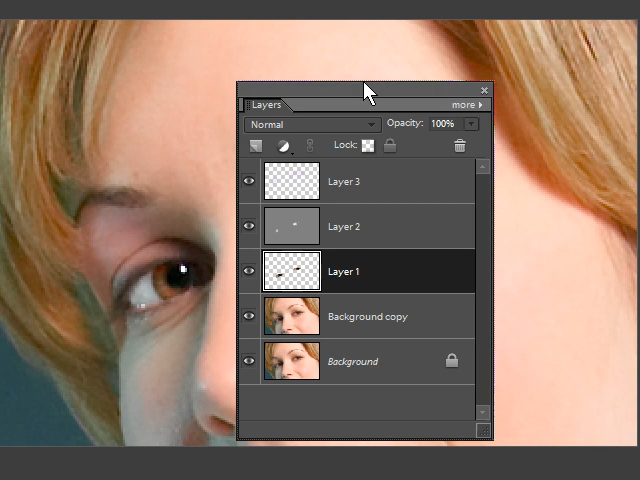 Layers
more
Normal
Opacity: 100%
Lock:
Layer 3
Layer 2
Layer 1
Background copy
Background